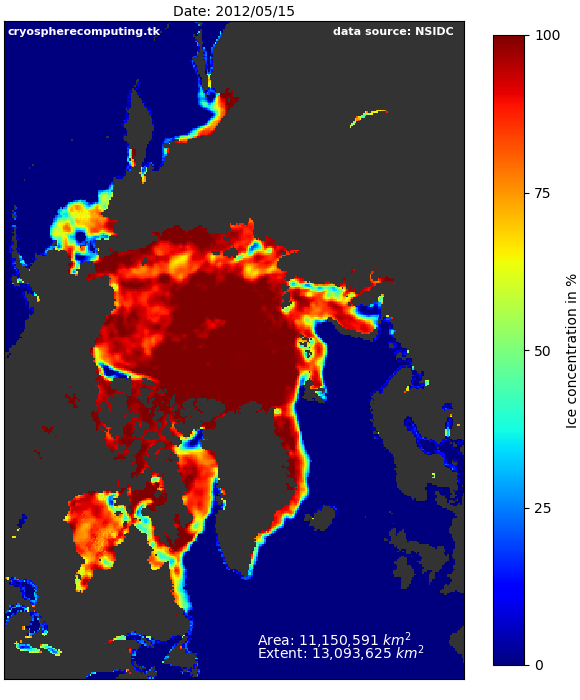 Date: 2012/05/15
cryospherecomputing.tk data source: NSIDC
100
75
50
25
0
Ice concentration in %
Area: 11,150,591 km²
Extent: 13,093,625 km²